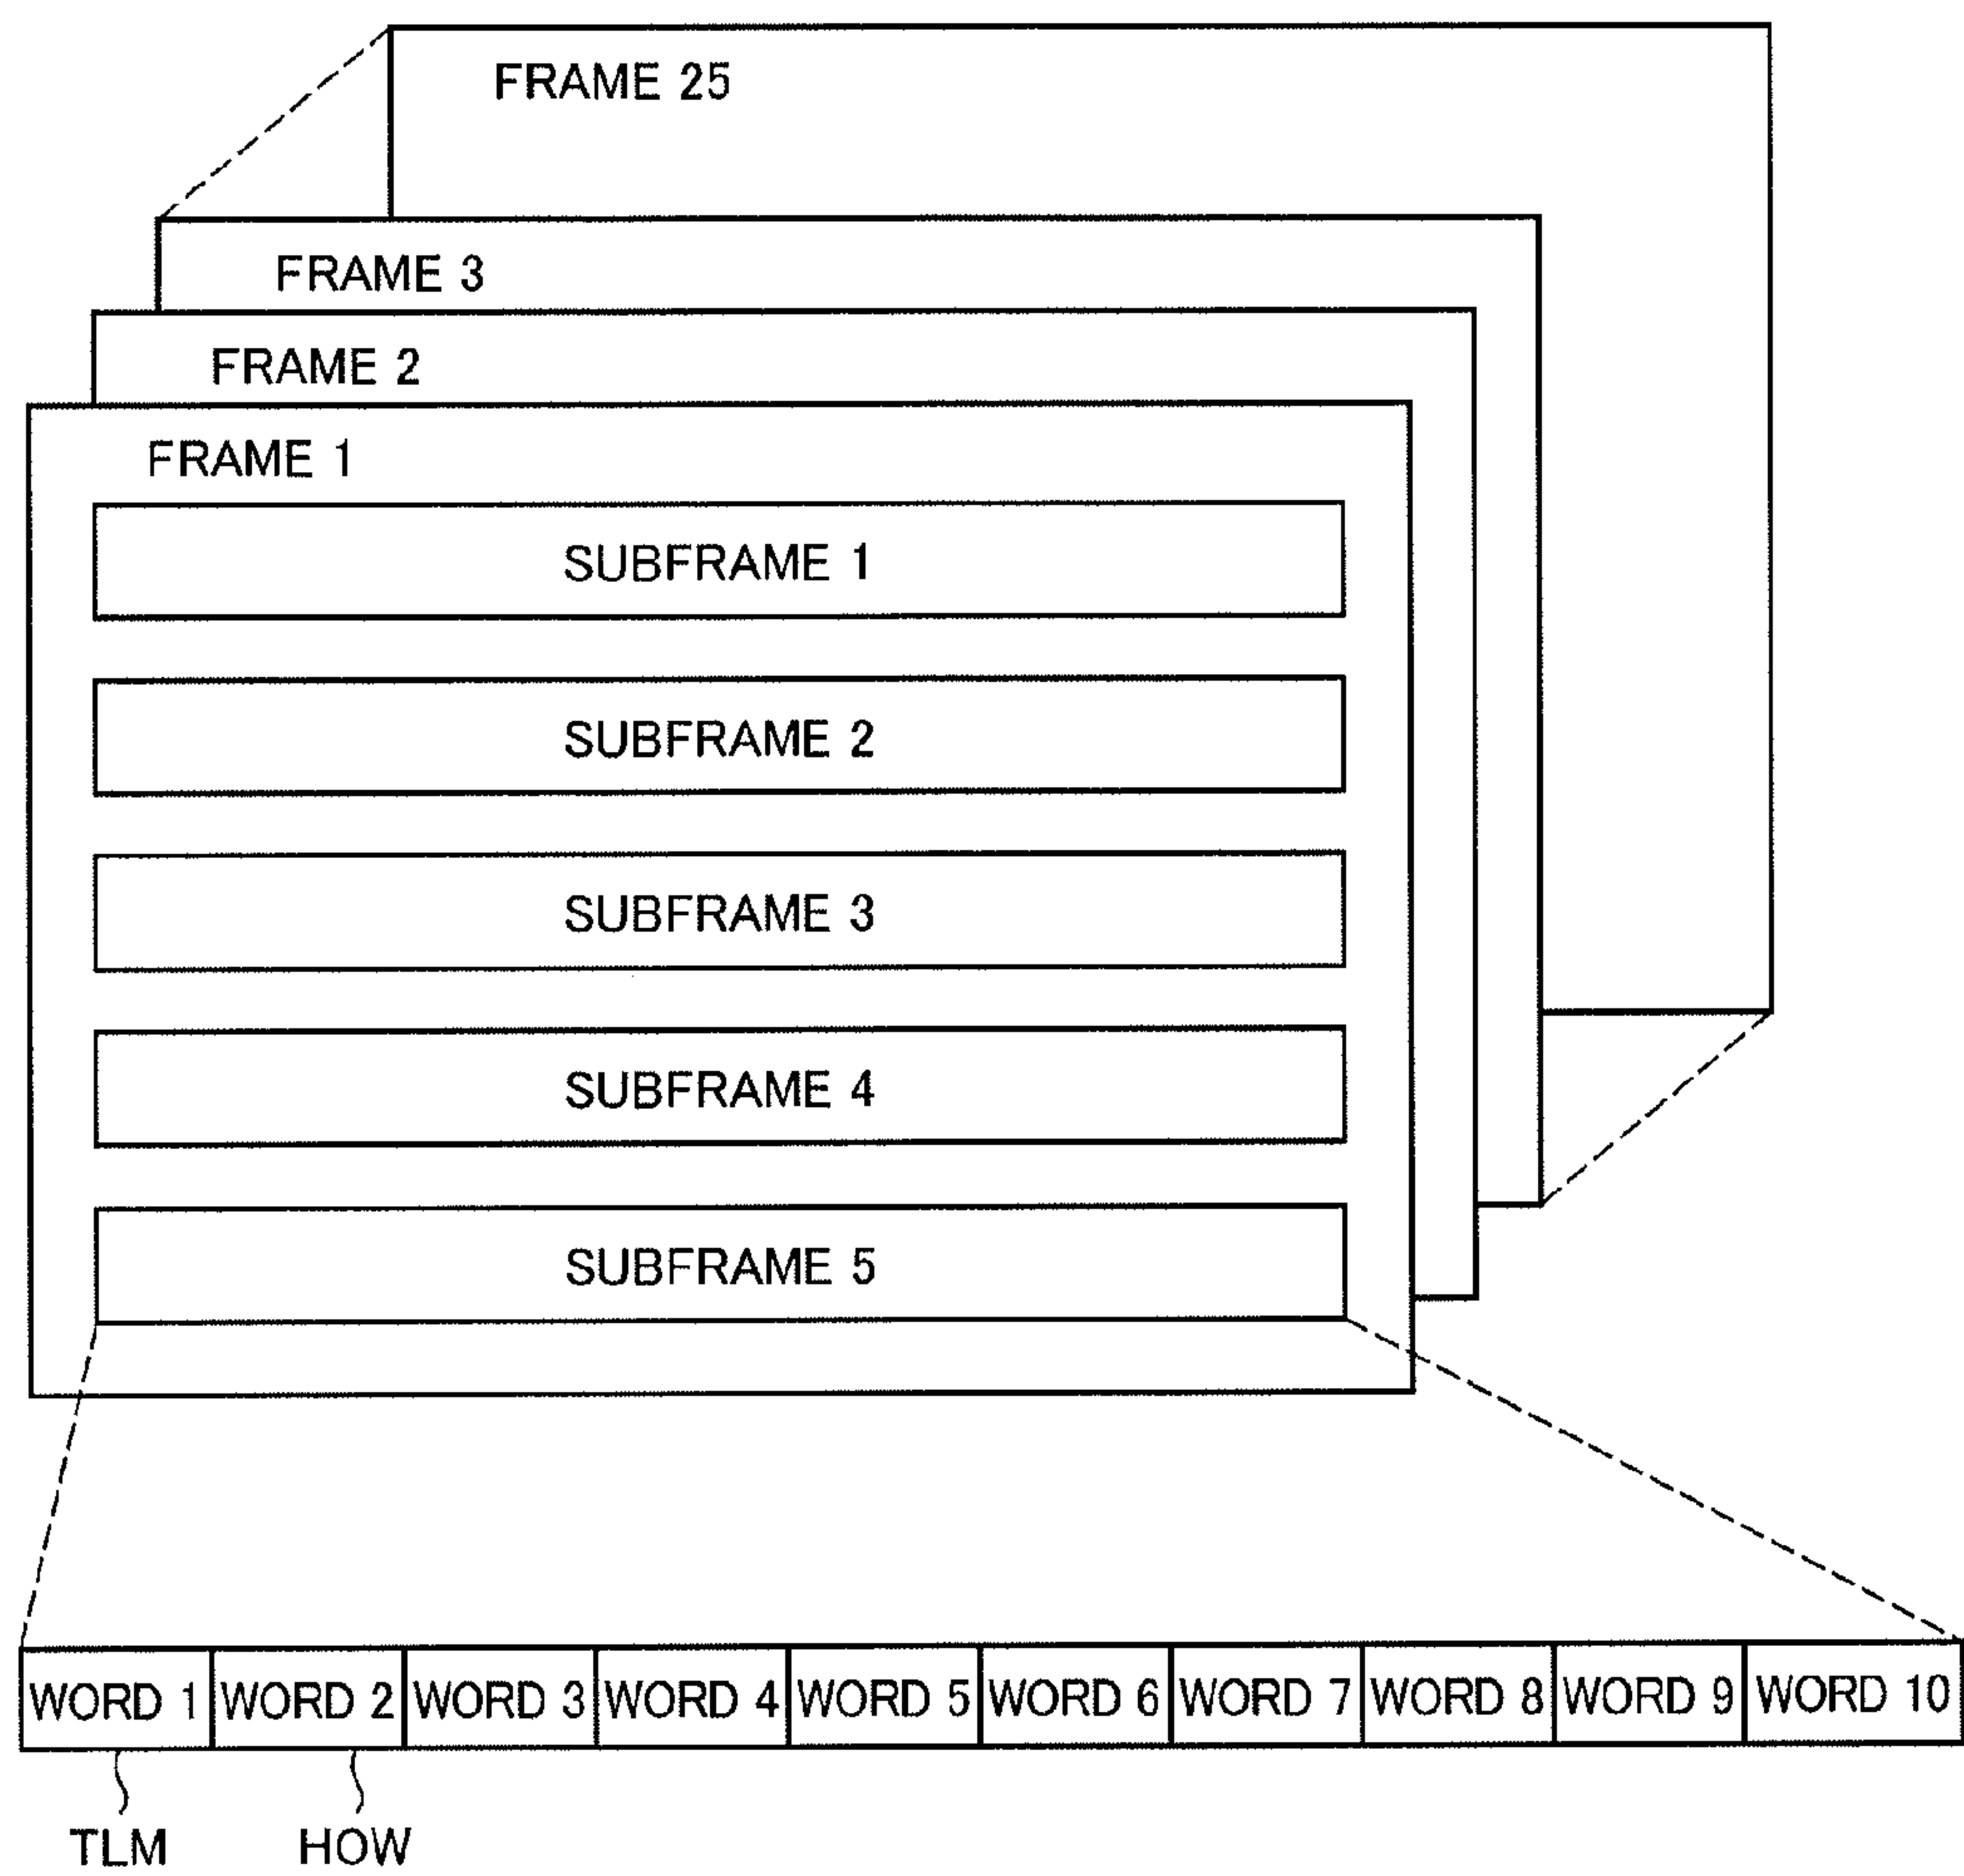 FRAME 25
FRAME 3
FRAME 2
FRAME 1
SUBFRAME 1
SUBFRAME 2
SUBFRAME 3
SUBFRAME 4
SUBFRAME 5
WORD 1 WORD 2 WORD 3 WORD 4 WORD 5 WORD 6 WORD 7 WORD 8 WORD 9 WORD 10
TLM HOW